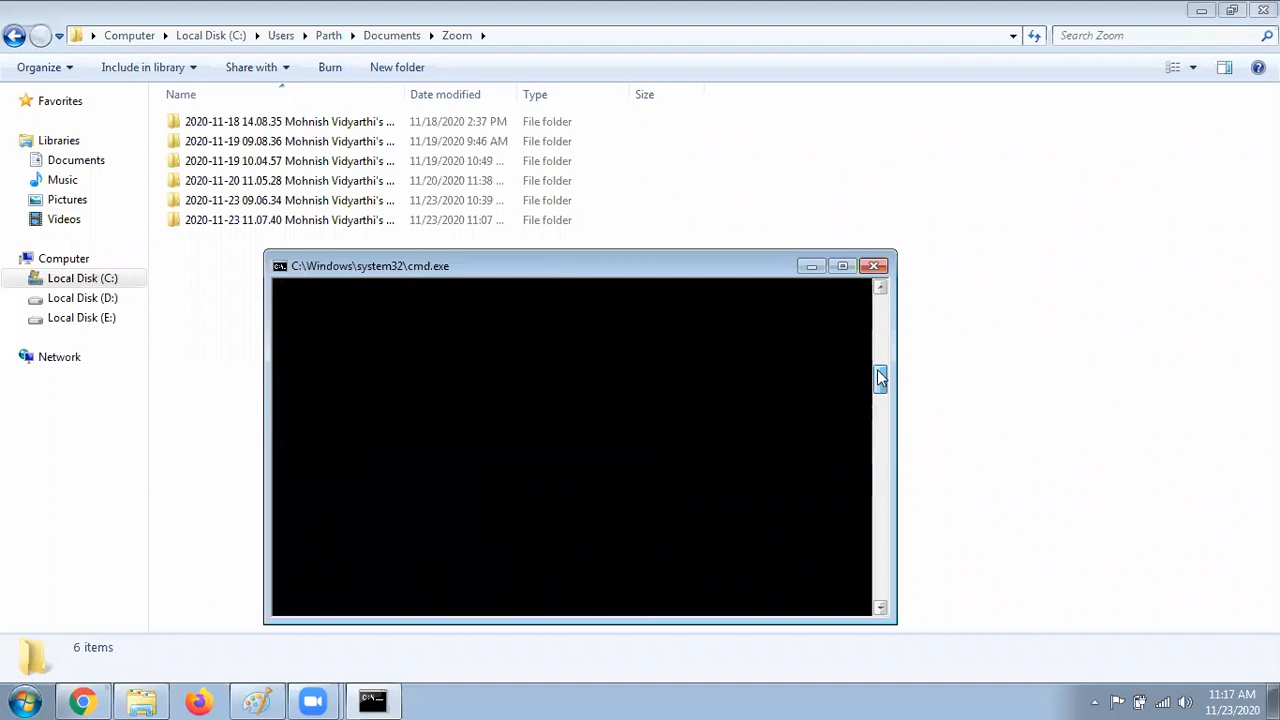 Computer Local Disk (C:) Users Parth Documents Zoom
Search Zoom
Organize Include in library Share with Burn New folder
Name Date modified Type Size
Favorites
Libraries
Documents
Music
Pictures
Videos
Computer
Local Disk (C:)
Local Disk (D:)
Local Disk (E:)
Network
2020-11-18 14.08.35 Mohnish Vidyarthi's ... 11/18/2020 2:37 PM File folder
2020-11-19 09.08.36 Mohnish Vidyarthi's ... 11/19/2020 9:46 AM File folder
2020-11-19 10.04.57 Mohnish Vidyarthi's ... 11/19/2020 10:49 ... File folder
2020-11-20 11.05.28 Mohnish Vidyarthi's ... 11/20/2020 11:38 ... File folder
2020-11-23 09.06.34 Mohnish Vidyarthi's ... 11/23/2020 10:39 ... File folder
2020-11-23 11.07.40 Mohnish Vidyarthi's ... 11/23/2020 11:07 ... File folder
C:\Windows\system32\cmd.exe
6 items
11:17 AM
11/23/2020